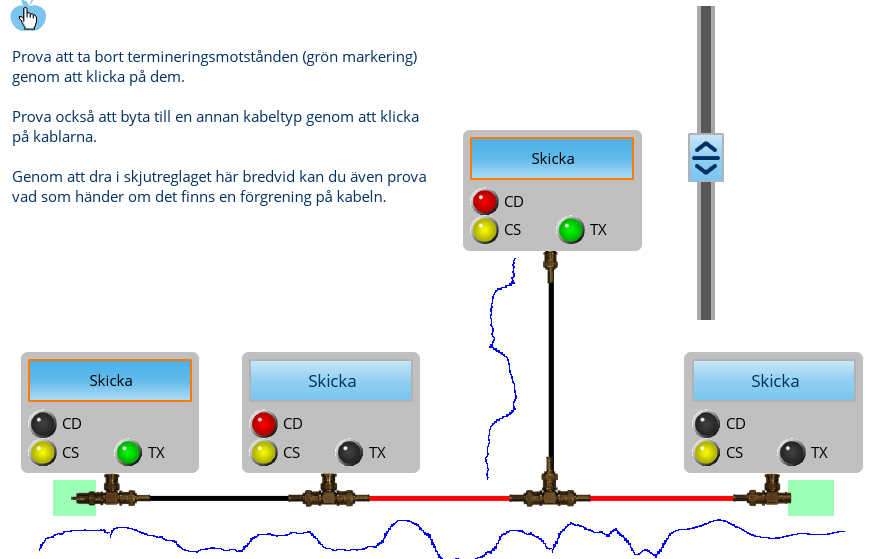 Prova att ta bort termineringsmotstånden (grön markering)
genom att klicka på dem.
Prova också att byta till en annan kabeltyp genom att klicka
på kablarna.
Genom att dra i skjutreglaget här bredvid kan du även prova
vad som händer om det finns en förgrening på kabeln.
Skicka
CD
CS TX
Skicka
CD
CS TX
Skicka
CD
CS TX
Skicka
CD
CS TX